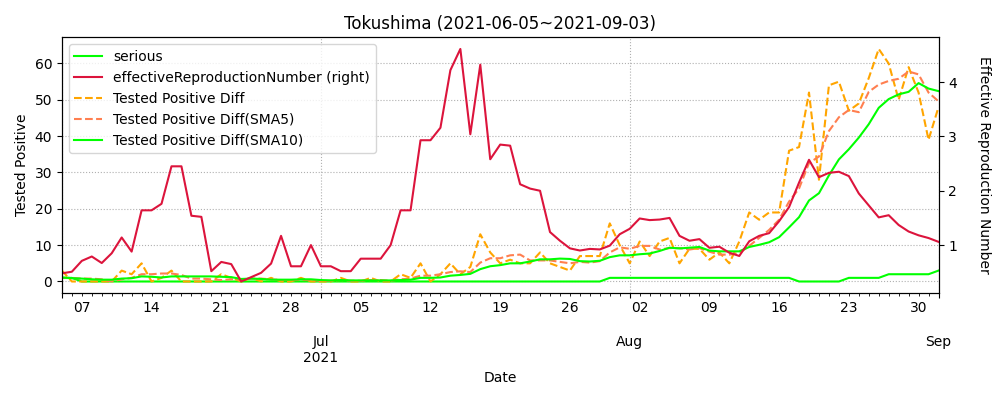 Tokushima (2021-06-05~2021-09-03)
serious
effectiveReproductionNumber (right)
Tested Positive Diff
Tested Positive Diff(SMA5)
Tested Positive Diff(SMA10)
Tested Positive
60
50
40
30
20
10
0
4
3
2
1
Effective Reproduction Number
07 14 21 28 05 12 19 26 02 09 16 23 30
Jul Aug Sep
2021
Date